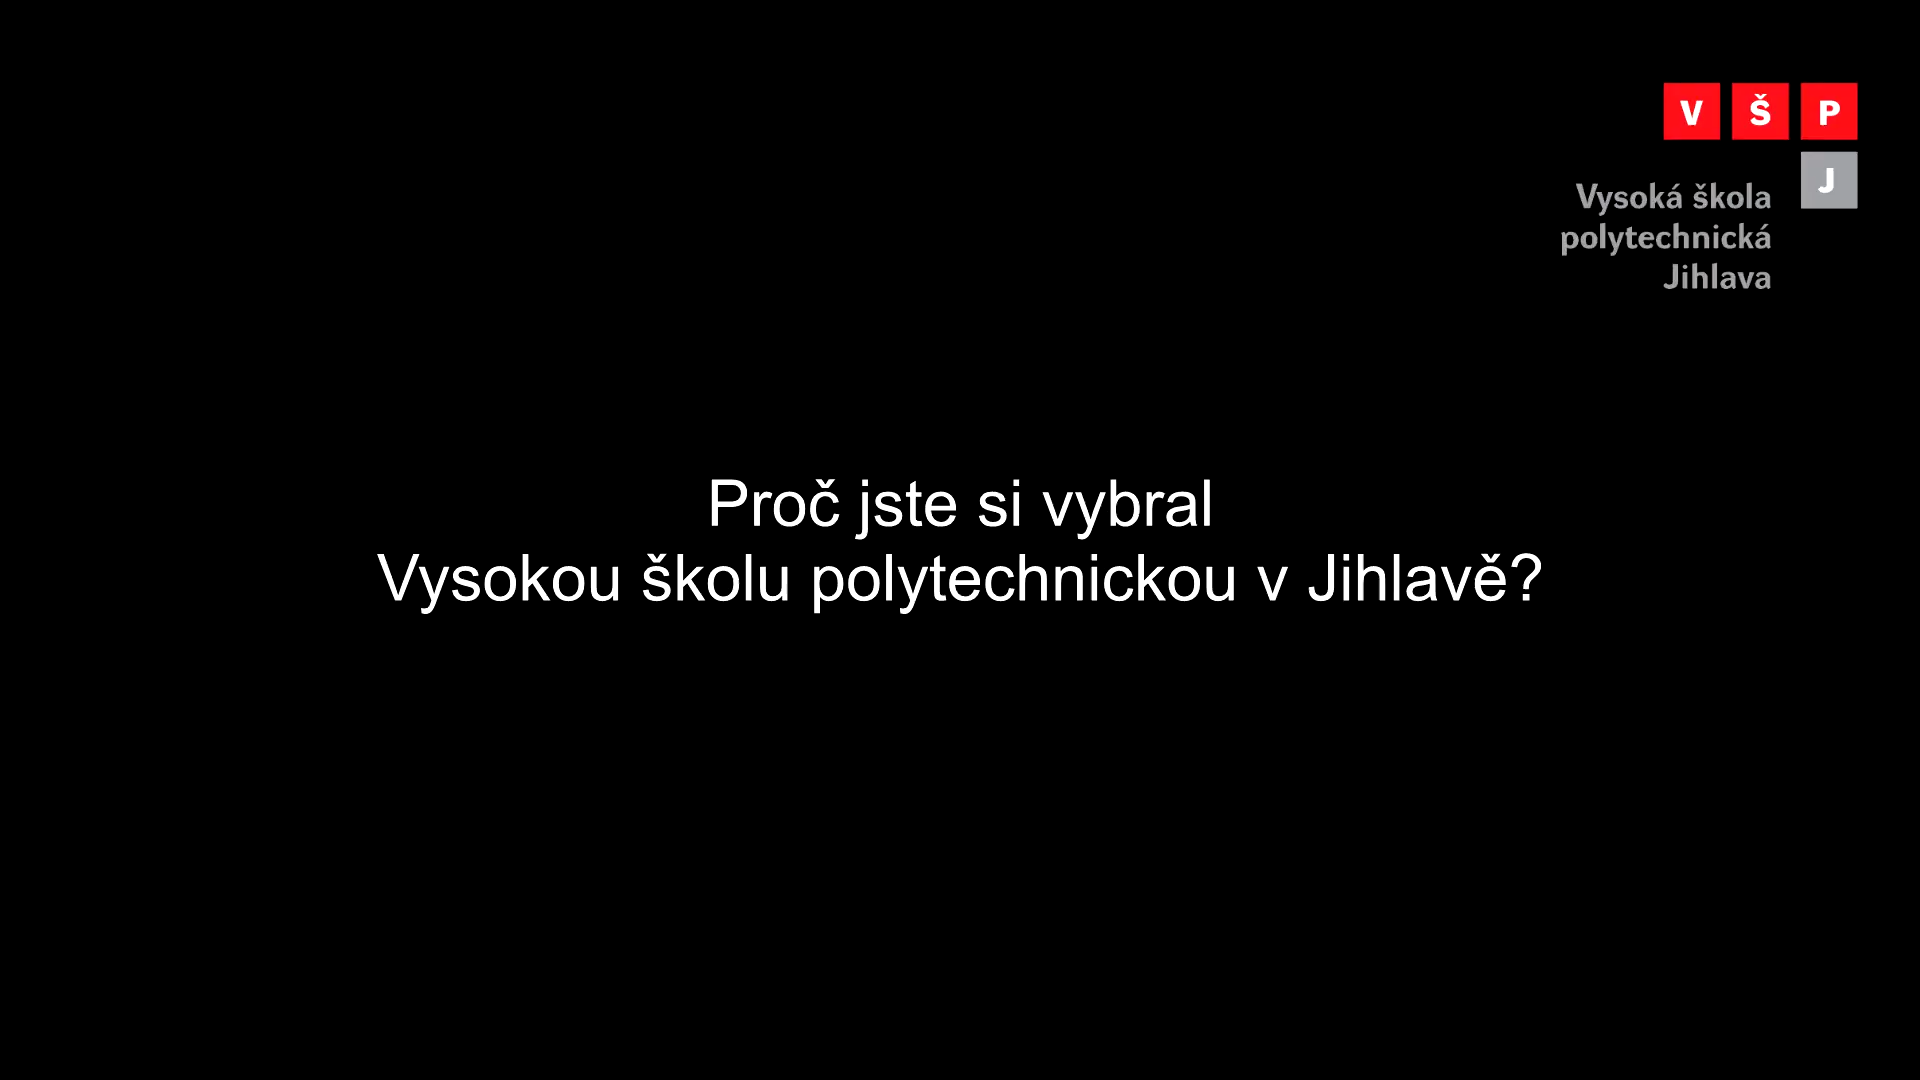 V Š P
J
Vysoká škola
polytechnická
Jihlava
Proč jste si vybral
Vysokou školu polytechnickou v Jihlavě?